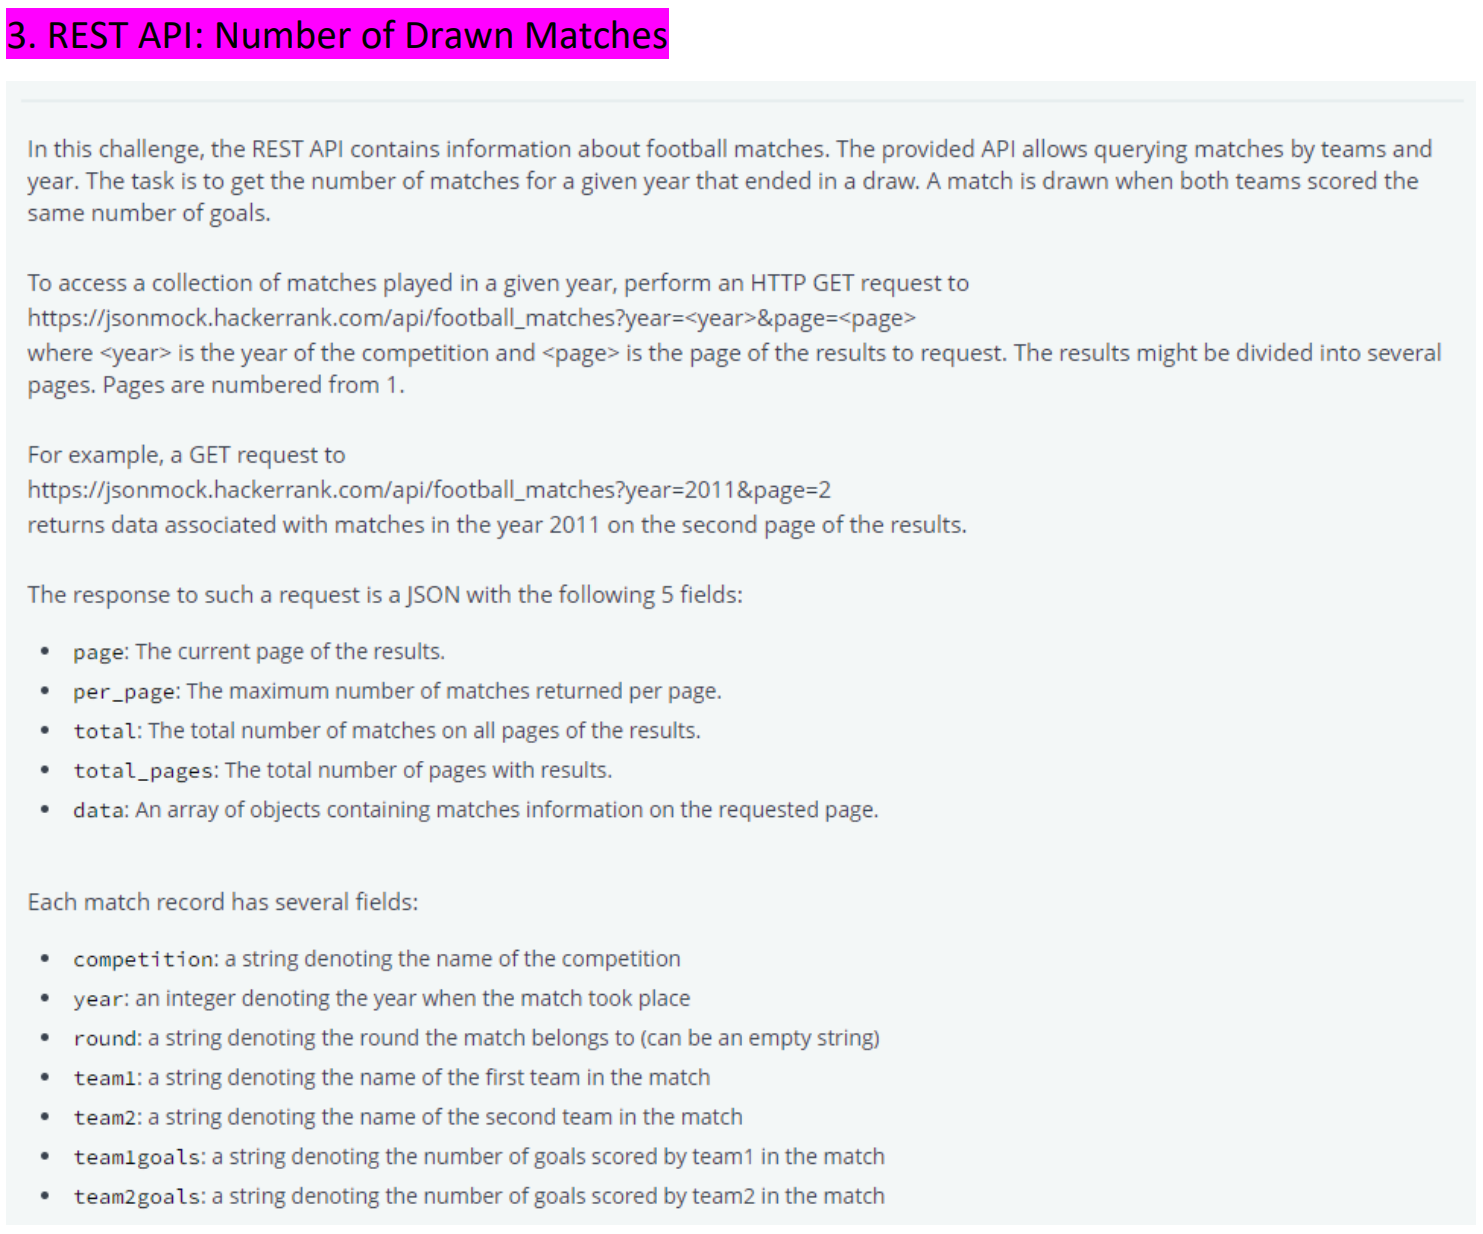 3. REST API: Number of Drawn Matches
In this challenge, the REST API contains information about football matches. The provided API allows querying matches by teams and
year. The task is to get the number of matches for a given year that ended in a draw. A match is drawn when both teams scored the
same number of goals.
To access a collection of matches played in a given year, perform an HTTP GET request to
https://jsonmock.hackerrank.com/api/football_matches?year=<year>&page=<page>
where <year> is the year of the competition and <page> is the page of the results to request. The results might be divided into several
pages. Pages are numbered from 1.
For example, a GET request to
https://jsonmock.hackerrank.com/api/football_matches?year=2011&page=2
returns data associated with matches in the year 2011 on the second page of the results.
The response to such a request is a JSON with the following 5 fields:
• page: The current page of the results.
• per_page: The maximum number of matches returned per page.
• total: The total number of matches on all pages of the results.
• total_pages: The total number of pages with results.
• data: An array of objects containing matches information on the requested page.
Each match record has several fields:
• competition: a string denoting the name of the competition
• year: an integer denoting the year when the match took place
• round: a string denoting the round the match belongs to (can be an empty string)
• team1: a string denoting the name of the first team in the match
• team2: a string denoting the name of the second team in the match
• team1goals: a string denoting the number of goals scored by team1 in the match
• team2goals: a string denoting the number of goals scored by team2 in the match